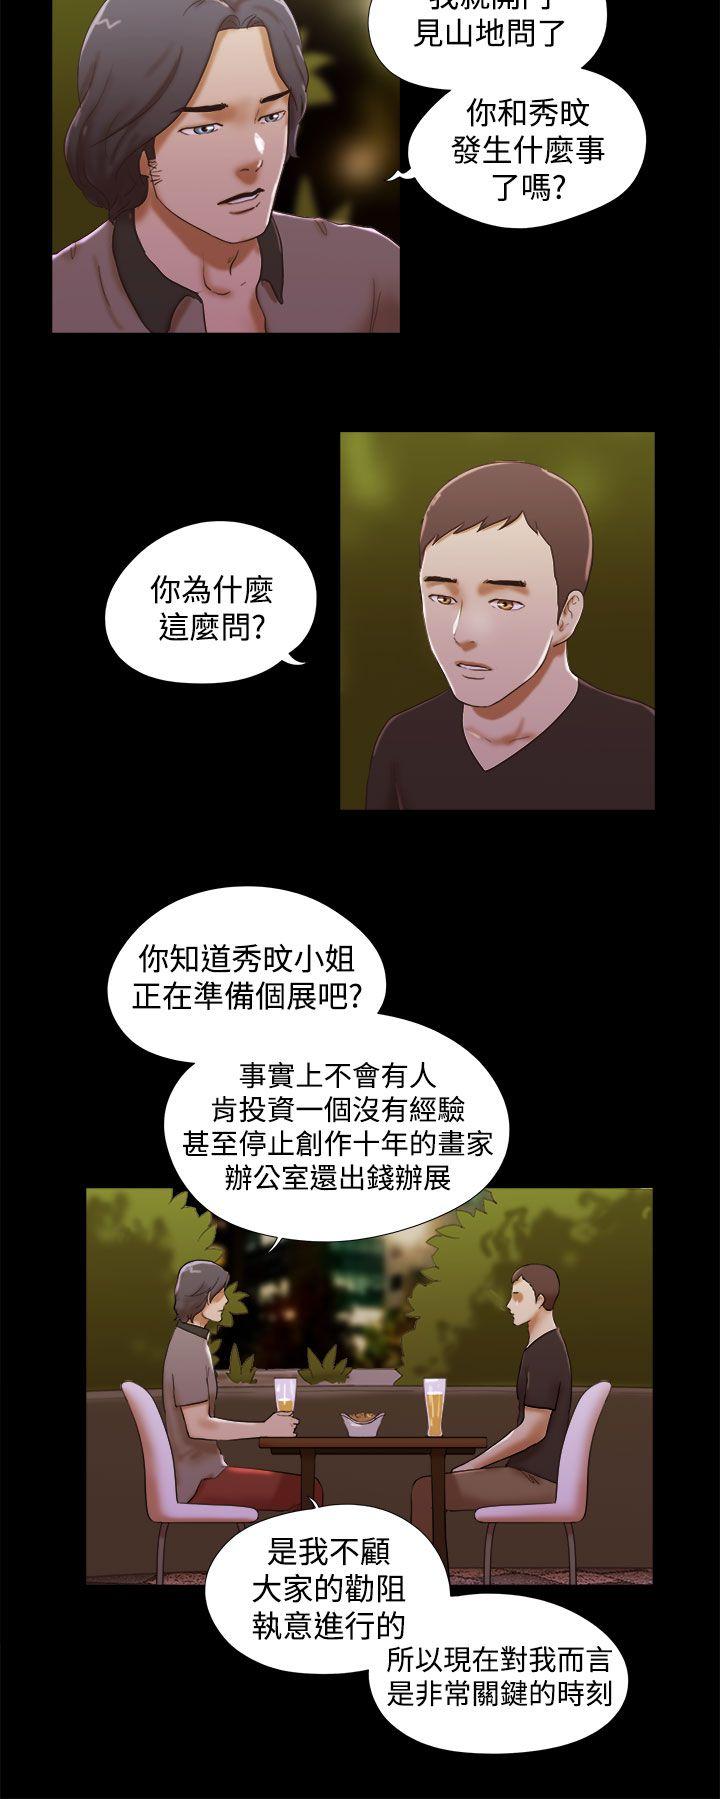 我就開門
見山地問了
你和秀旼
發生什麼事
了嗎?
你為什麼
這麼問?
你知道秀旼小姐
正在準備個展吧?
事實上不會有人
肯投資一個沒有經驗
甚至停止創作十年的畫家
辦公室還出錢辦展
是我不顧
大家的勸阻
執意進行的
所以現在對我而言
是非常關鍵的時刻